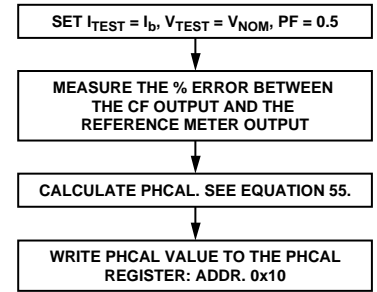 SET ITEST = Ib, VTEST = VNOM, PF = 0.5
MEASURE THE % ERROR BETWEEN
THE CF OUTPUT AND THE
REFERENCE METER OUTPUT
CALCULATE PHCAL. SEE EQUATION 55.
WRITE PHCAL VALUE TO THE PHCAL
REGISTER: ADDR. 0x10